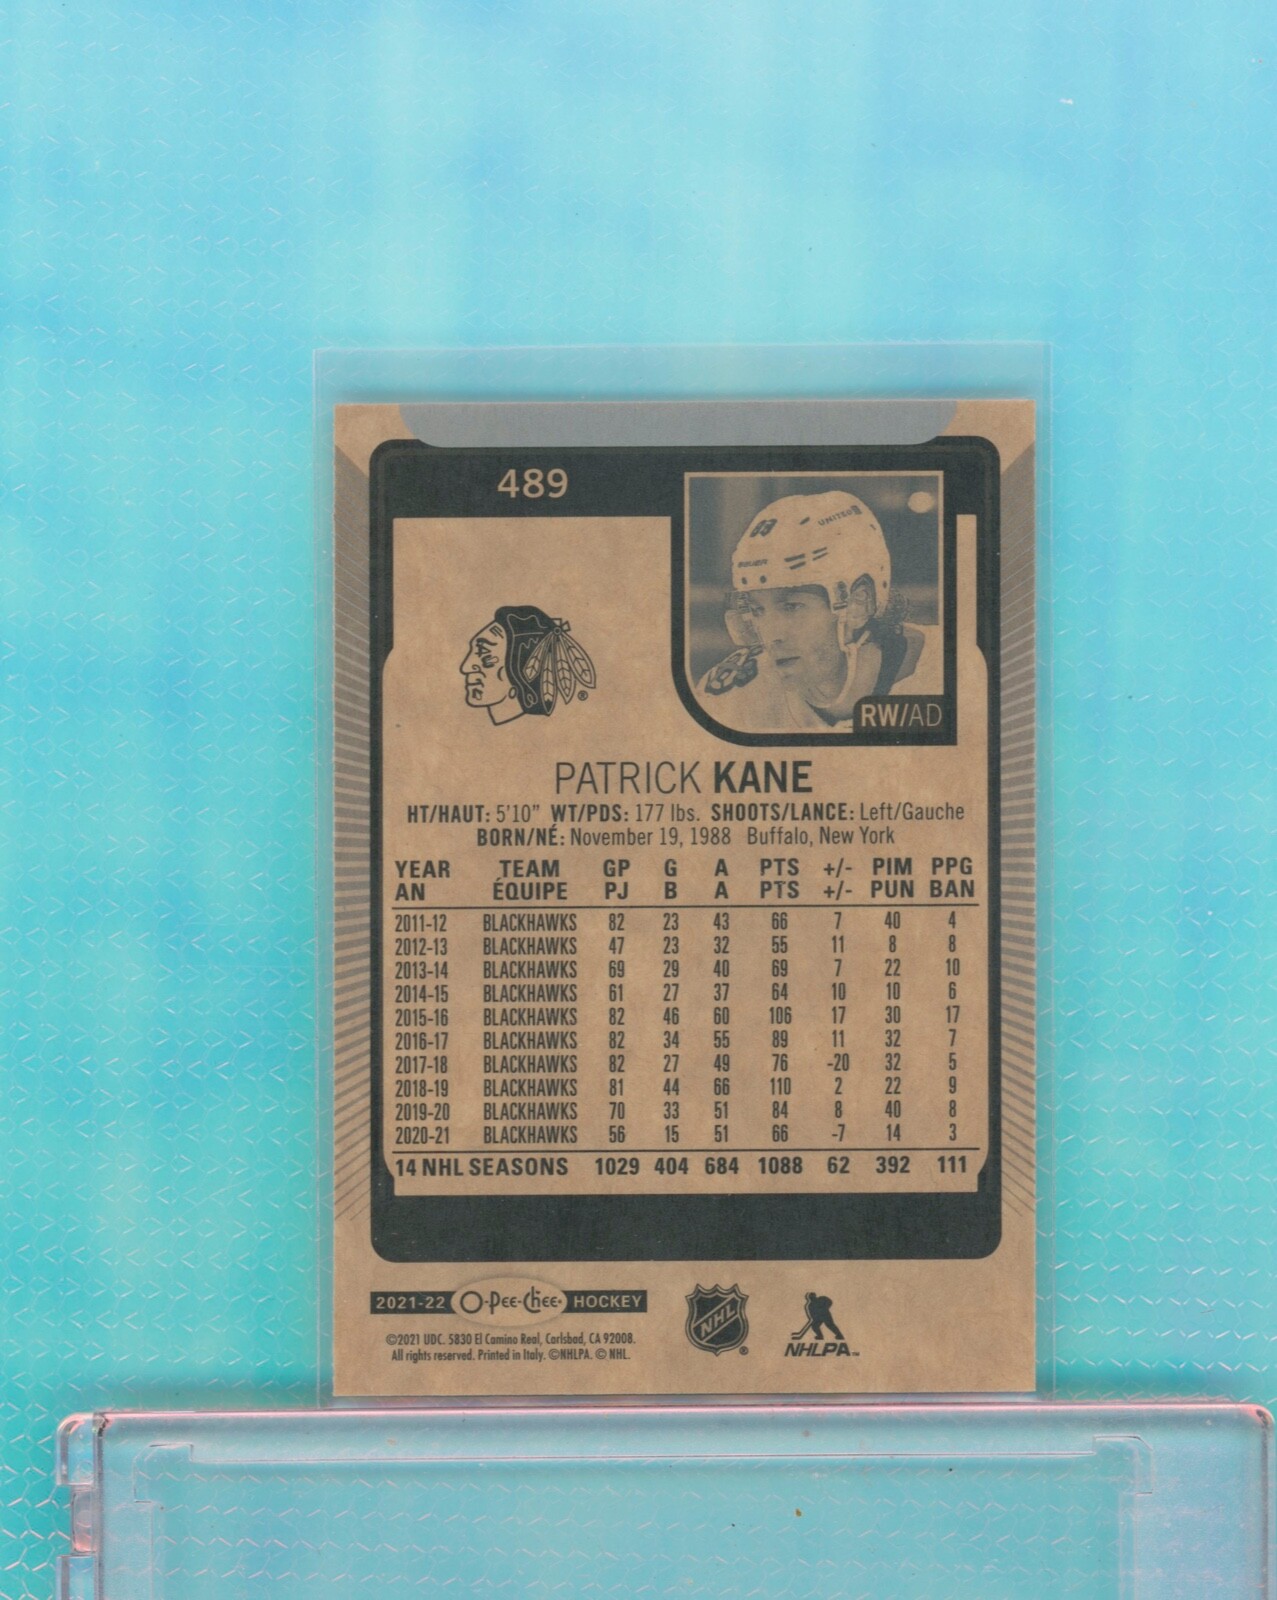 489
83
UNITED
BAUER
RW/AD
PATRICK KANE
HT/HAUT: 5'10" WT/PDS: 177 lbs. SHOOTS/LANCE: Left/Gauche
BORN/NÉ: November 19, 1988 Buffalo, New York
YEAR TEAM GP G A PTS +/- PIM PPG
AN ÉQUIPE PJ B A PTS +/- PUN BAN
2011-12 BLACKHAWKS 82 23 43 66 7 40 4
2012-13 BLACKHAWKS 47 23 32 55 11 8 8
2013-14 BLACKHAWKS 69 29 40 69 7 22 10
2014-15 BLACKHAWKS 61 27 37 64 10 10 6
2015-16 BLACKHAWKS 82 46 60 106 17 30 17
2016-17 BLACKHAWKS 82 34 55 89 11 32 7
2017-18 BLACKHAWKS 82 27 49 76 -20 32 5
2018-19 BLACKHAWKS 81 44 66 110 2 22 9
2019-20 BLACKHAWKS 70 33 51 84 8 40 8
2020-21 BLACKHAWKS 56 15 51 66 -7 14 3
14 NHL SEASONS 1029 404 684 1088 62 392 111
2021-22 O-Pee-Chee HOCKEY
NHL ®
NHLPA™
©2021 UDC. 5830 El Camino Real, Carlsbad, CA 92008.
All rights reserved. Printed in Italy. ©NHLPA. © NHL.